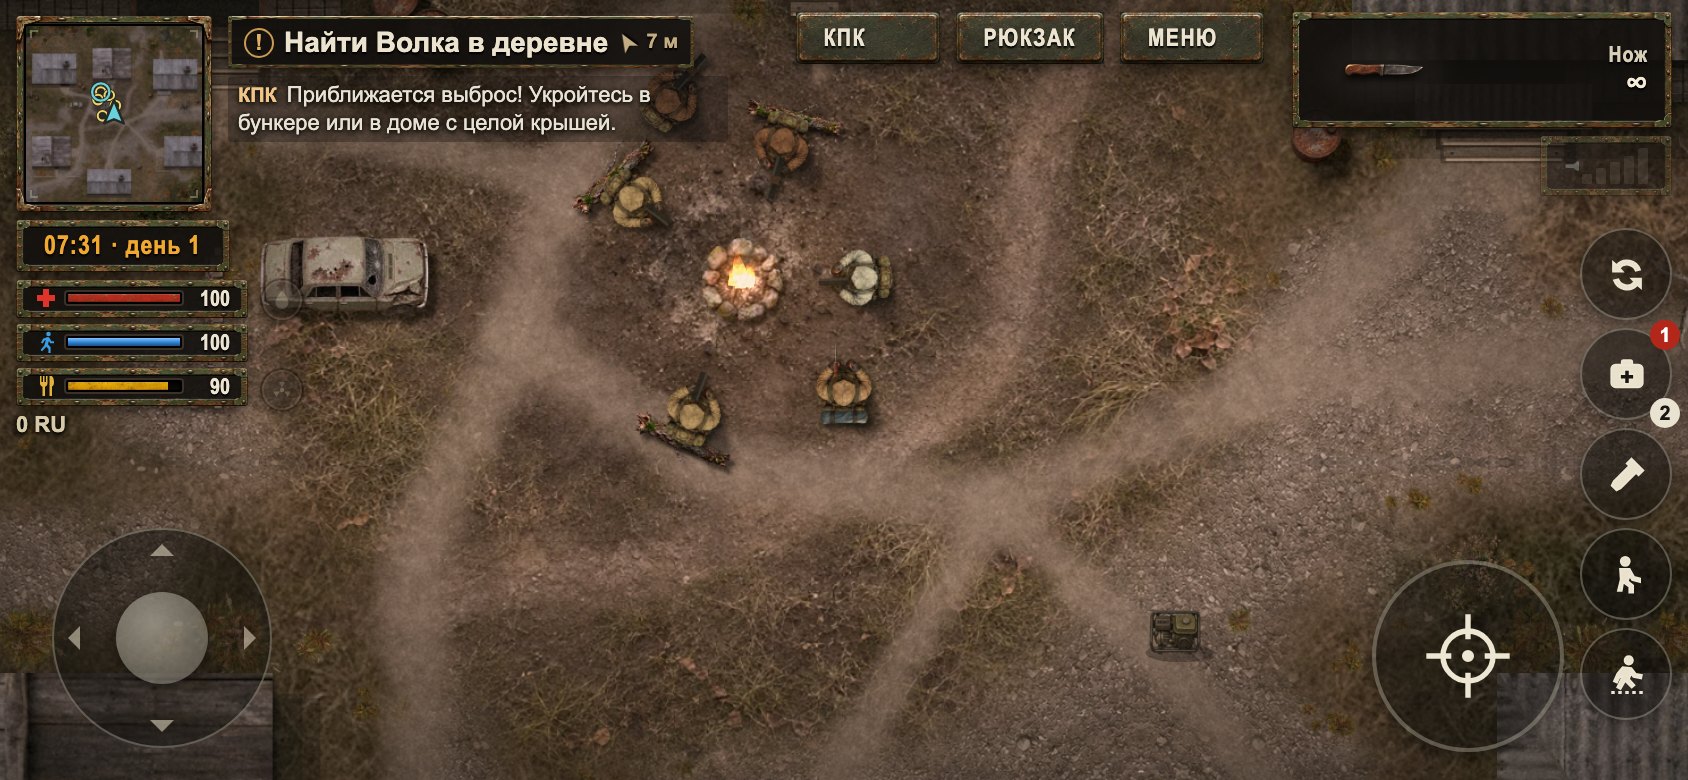 Найти Волка в деревне 7 м
КПК Приближается выброс! Укройтесь в
бункере или в доме с целой крышей.
КПК
РЮКЗАК
МЕНЮ
Нож
∞
07:31 · день 1
100
100
90
0 RU
1
2